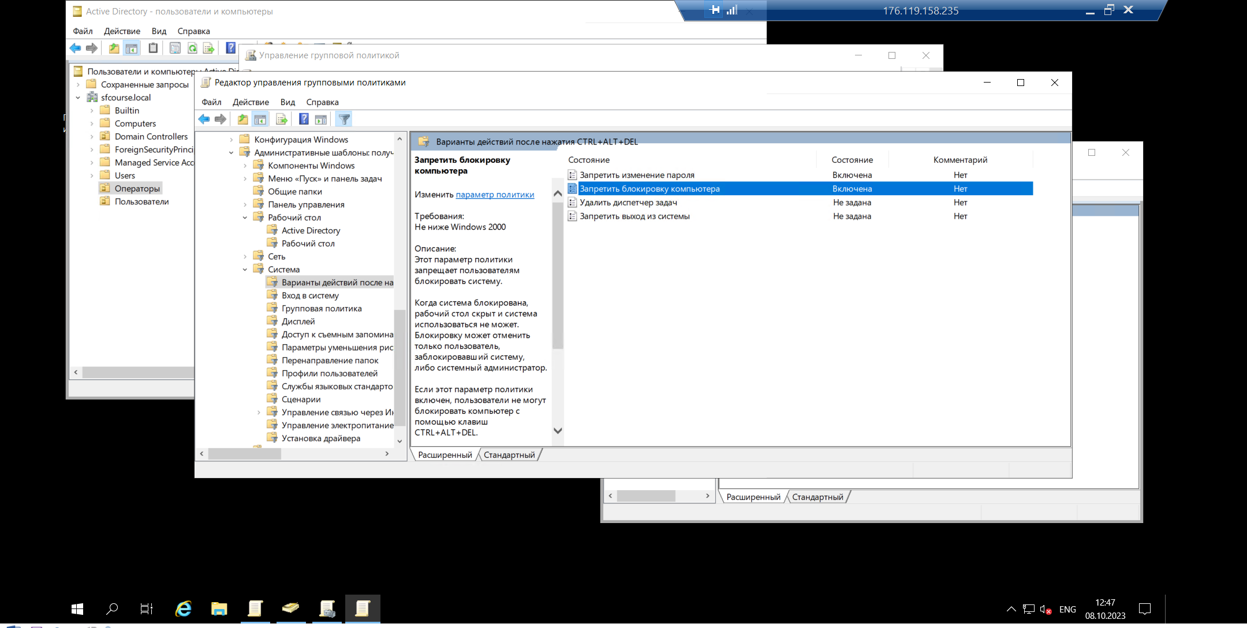 Active Directory - пользователи и компьютеры
176.119.158.235
Файл Действие Вид Справка
Управление групповой политикой
Пользователи и компьютеры Active Di
Сохраненные запросы
sfcourse.local
Builtin
Computers
Domain Controllers
ForeignSecurityPrinci
Managed Service Acc
Users
Операторы
Пользователи
Редактор управления групповыми политиками
Файл Действие Вид Справка
Конфигурация Windows
Административные шаблоны: получ
Компоненты Windows
Меню «Пуск» и панель задач
Общие папки
Панель управления
Рабочий стол
Active Directory
Рабочий стол
Сеть
Система
Варианты действий после на
Вход в систему
Групповая политика
Дисплей
Доступ к съемным запомина
Параметры уменьшения рис
Перенаправление папок
Профили пользователей
Службы языковых стандарто
Сценарии
Управление связью через Ин
Управление электропитание
Установка драйвера
Варианты действий после нажатия CTRL+ALT+DEL
Запретить блокировку
компьютера
Изменить параметр политики
Требования:
Не ниже Windows 2000
Описание:
Этот параметр политики
запрещает пользователям
блокировать систему.
Когда система блокирована,
рабочий стол скрыт и система
использоваться не может.
Блокировку может отменить
только пользователь,
заблокировавший систему,
либо системный администратор.
Если этот параметр политики
включен, пользователи не могут
блокировать компьютер с
помощью клавиш
CTRL+ALT+DEL.
Состояние Состояние Комментарий
Запретить изменение пароля Включена Нет
Запретить блокировку компьютера Включена Нет
Удалить диспетчер задач Не задана Нет
Запретить выход из системы Не задана Нет
Расширенный Стандартный
Расширенный Стандартный
ENG
12:47
08.10.2023